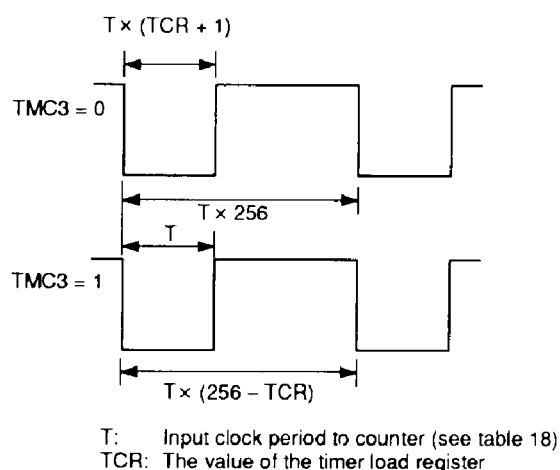 T × (TCR + 1)
TMC3 = 0
T × 256
T
TMC3 = 1
T × (256 – TCR)
T: Input clock period to counter (see table 18)
TCR: The value of the timer load register